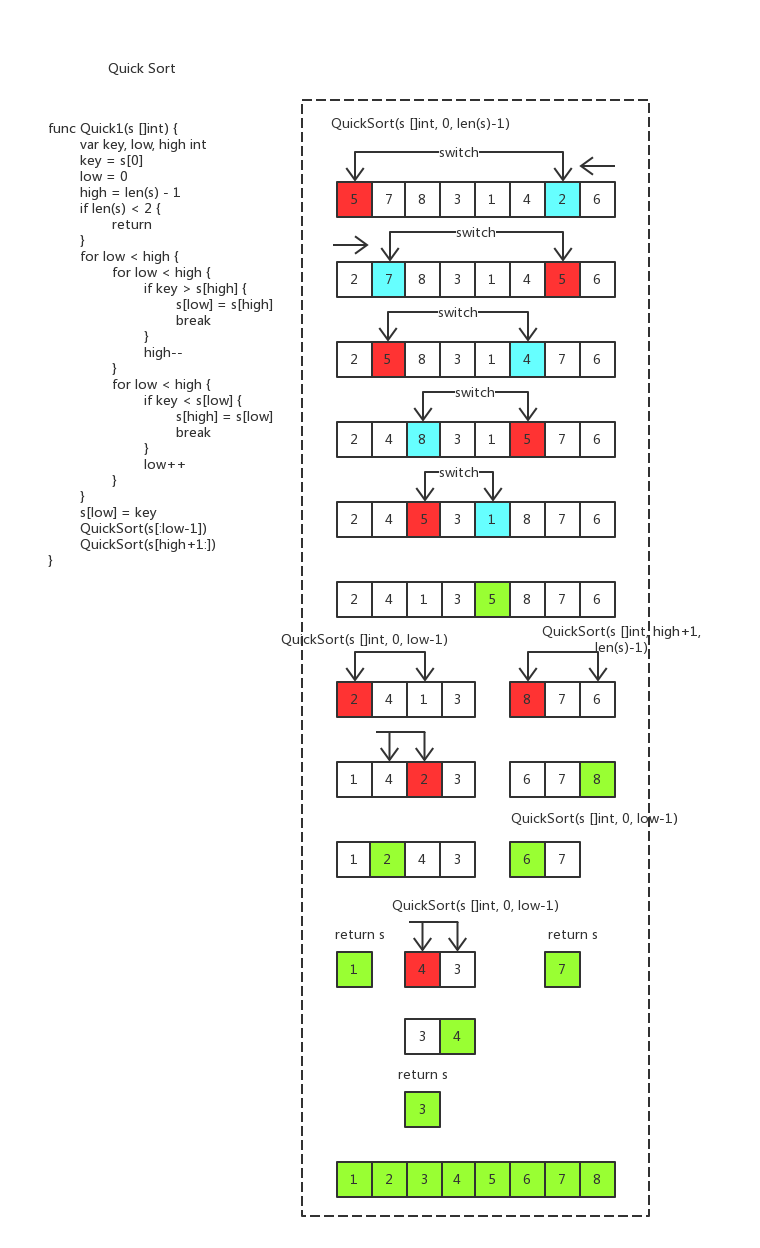 Quick Sort
func Quick1(s []int) {
var key, low, high int
key = s[0]
low = 0
high = len(s) - 1
if len(s) < 2 {
return
}
for low < high {
for low < high {
if key > s[high] {
s[low] = s[high]
break
}
high--
}
for low < high {
if key < s[low] {
s[high] = s[low]
break
}
low++
}
}
s[low] = key
QuickSort(s[:low-1])
QuickSort(s[high+1:])
}
QuickSort(s []int, 0, len(s)-1)
switch
5 7 8 3 1 4 2 6
switch
2 7 8 3 1 4 5 6
switch
2 5 8 3 1 4 7 6
switch
2 4 8 3 1 5 7 6
switch
2 4 5 3 1 8 7 6
2 4 1 3 5 8 7 6
QuickSort(s []int, 0, low-1)
QuickSort(s []int, high+1,
len(s)-1)
2 4 1 3
8 7 6
1 4 2 3
6 7 8
QuickSort(s []int, 0, low-1)
1 2 4 3
6 7
QuickSort(s []int, 0, low-1)
return s
return s
1
4 3
7
3 4
return s
3
1 2 3 4 5 6 7 8